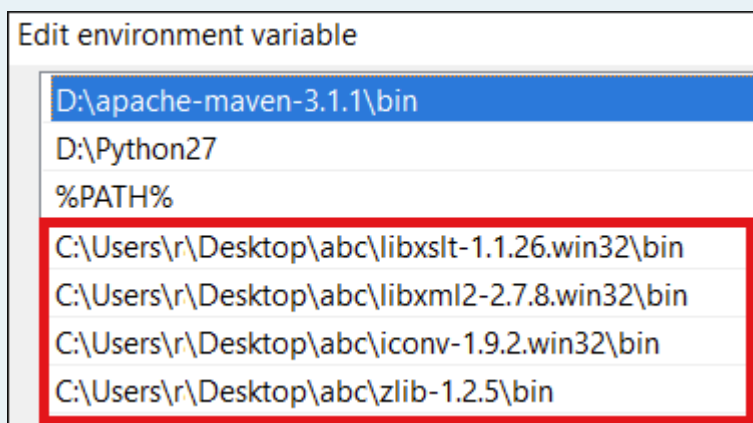 Edit environment variable
D:\apache-maven-3.1.1\bin
D:\Python27
%PATH%
C:\Users\r\Desktop\abc\libxslt-1.1.26.win32\bin
C:\Users\r\Desktop\abc\libxml2-2.7.8.win32\bin
C:\Users\r\Desktop\abc\iconv-1.9.2.win32\bin
C:\Users\r\Desktop\abc\zlib-1.2.5\bin